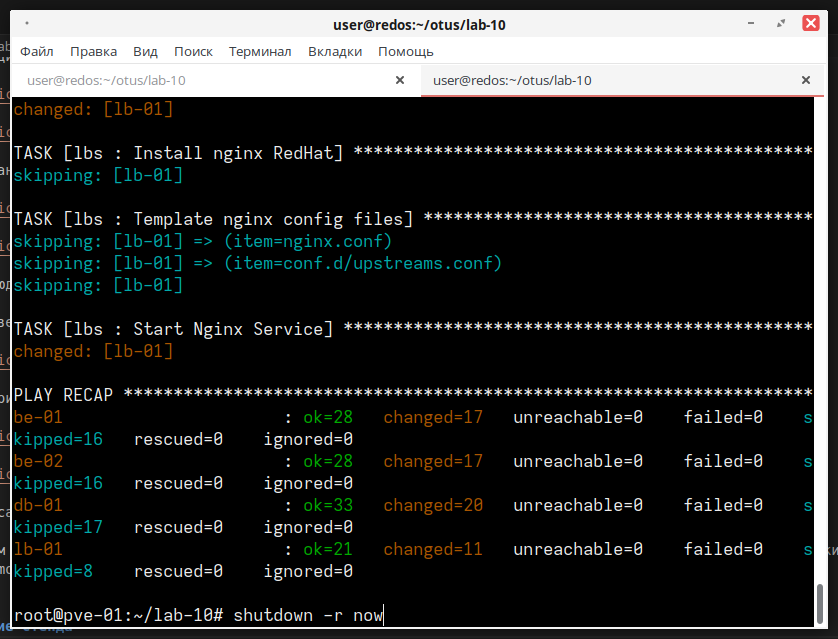 user@redos:~/otus/lab-10
Файл Правка Вид Поиск Терминал Вкладки Помощь
user@redos:~/otus/lab-10 × user@redos:~/otus/lab-10 ×
changed: [lb-01]
TASK [lbs : Install nginx RedHat] **********************************************
skipping: [lb-01]
TASK [lbs : Template nginx config files] ***************************************
skipping: [lb-01] => (item=nginx.conf)
skipping: [lb-01] => (item=conf.d/upstreams.conf)
skipping: [lb-01]
TASK [lbs : Start Nginx Service] ***********************************************
changed: [lb-01]
PLAY RECAP *********************************************************************
be-01 : ok=28 changed=17 unreachable=0 failed=0 s
kipped=16 rescued=0 ignored=0
be-02 : ok=28 changed=17 unreachable=0 failed=0 s
kipped=16 rescued=0 ignored=0
db-01 : ok=33 changed=20 unreachable=0 failed=0 s
kipped=17 rescued=0 ignored=0
lb-01 : ok=21 changed=11 unreachable=0 failed=0 s
kipped=8 rescued=0 ignored=0
root@pve-01:~/lab-10# shutdown -r now